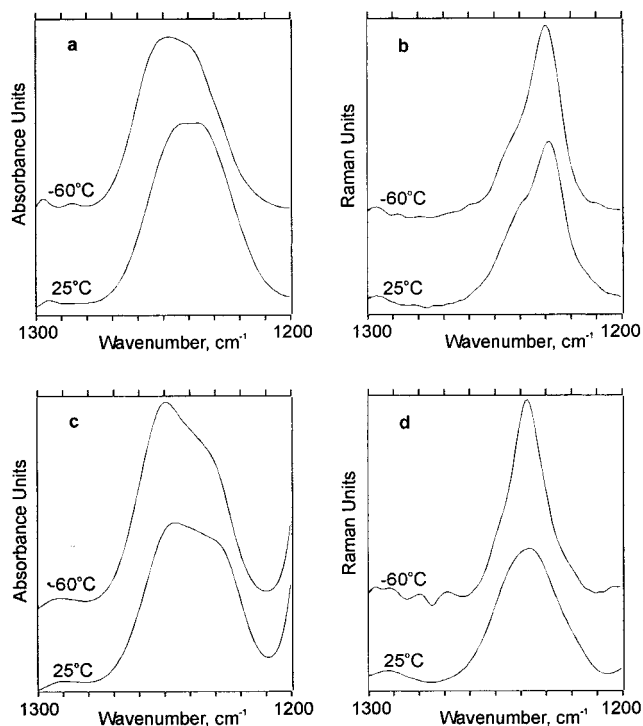 a
Absorbance Units
-60°C
25°C
1300
1200
Wavenumber, cm⁻¹
b
Raman Units
-60°C
25°C
1300
1200
Wavenumber, cm⁻¹
c
Absorbance Units
-60°C
25°C
1300
1200
Wavenumber, cm⁻¹
d
Raman Units
-60°C
25°C
1300
1200
Wavenumber, cm⁻¹